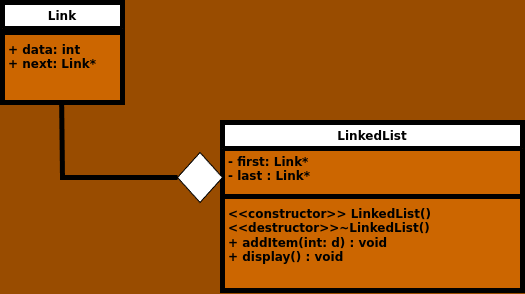 Link
+ data: int
+ next: Link*
LinkedList
- first: Link*
- last : Link*
<<constructor>> LinkedList()
<<destructor>>~LinkedList()
+ addItem(int: d) : void
+ display() : void